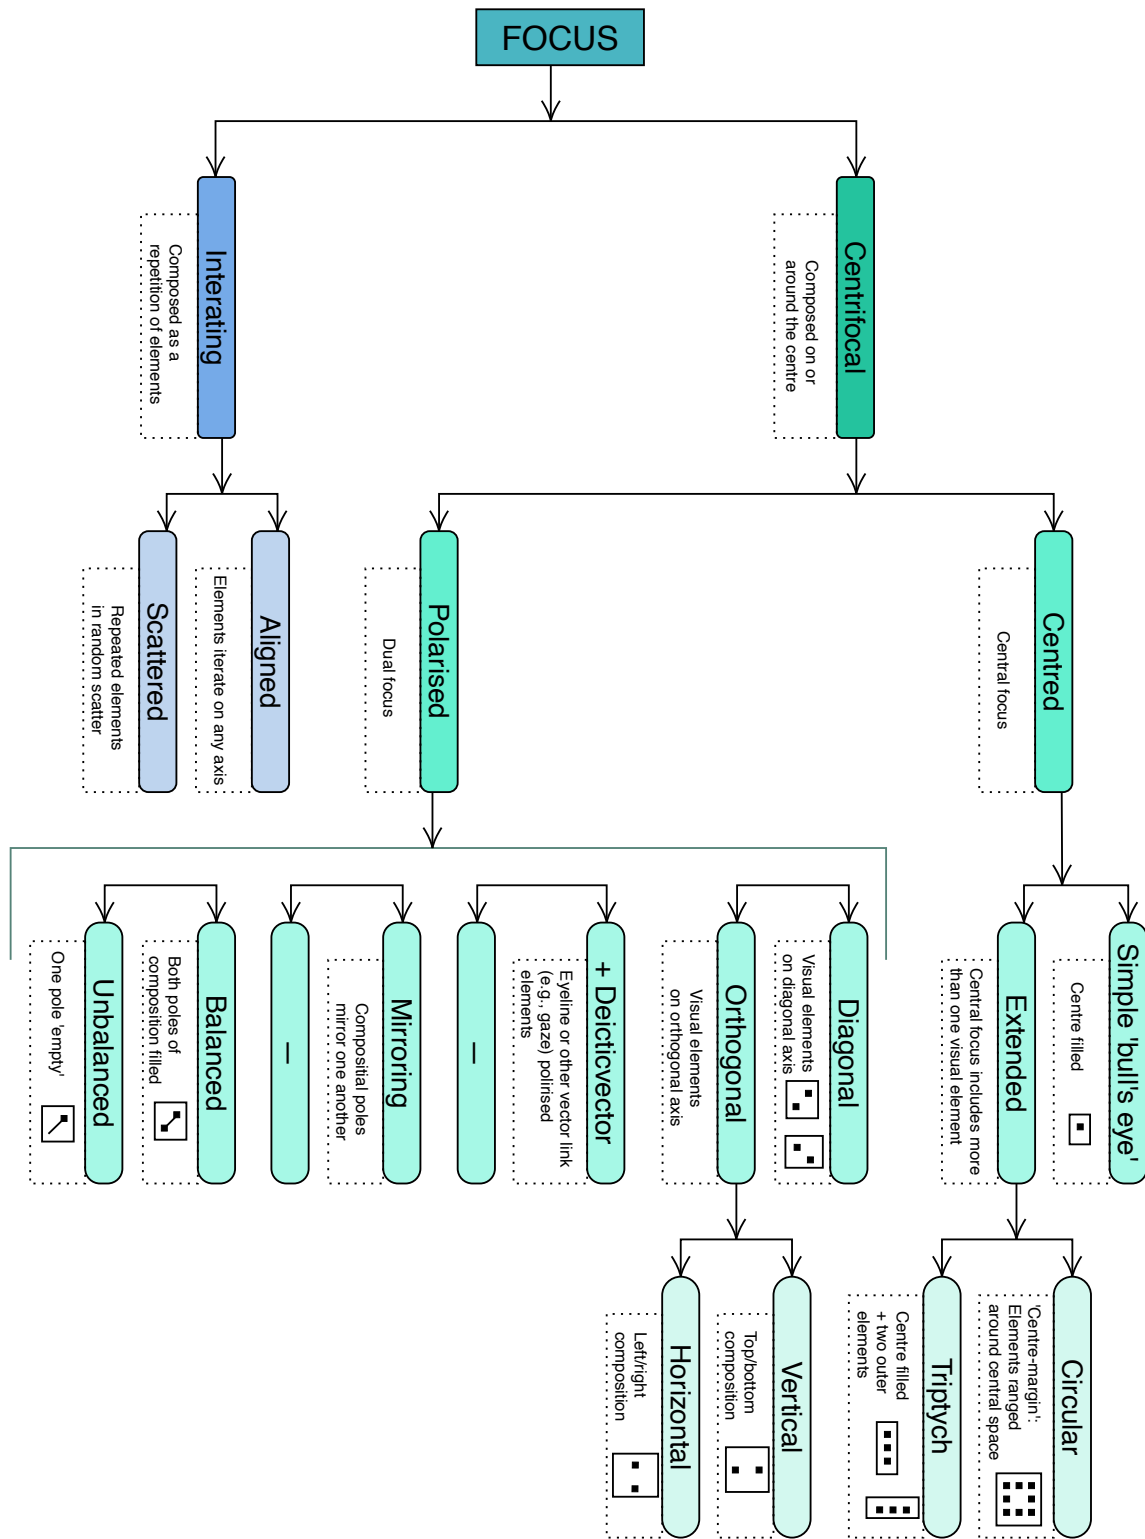 FOCUS
Centrifocal
Composed on or
around the centre
Interating
Composed as a
repetition of elements
Centred
Central focus
Polarised
Dual focus
Aligned
Elements iterate on any axis
Scattered
Repeated elements
in random scatter
Simple 'bull's eye'
Centre filled
Extended
Central focus includes more
than one visual element
Diagonal
Visual elements
on diagonal axis
Orthogonal
Visual elements
on orthogonal axis
+ Deicticvector
Eyeline or other vector link
(e.g., gaze) polirised
elements
–
Mirroring
Compositial poles
mirror one another
–
Balanced
Both poles of
composition filled
Unbalanced
One pole 'empty'
Circular
'Centre-margin':
Elements ranged
around central space
Triptych
Centre filled
+ two outer
elements
Vertical
Top/bottom
composition
Horizontal
Left/right
composition